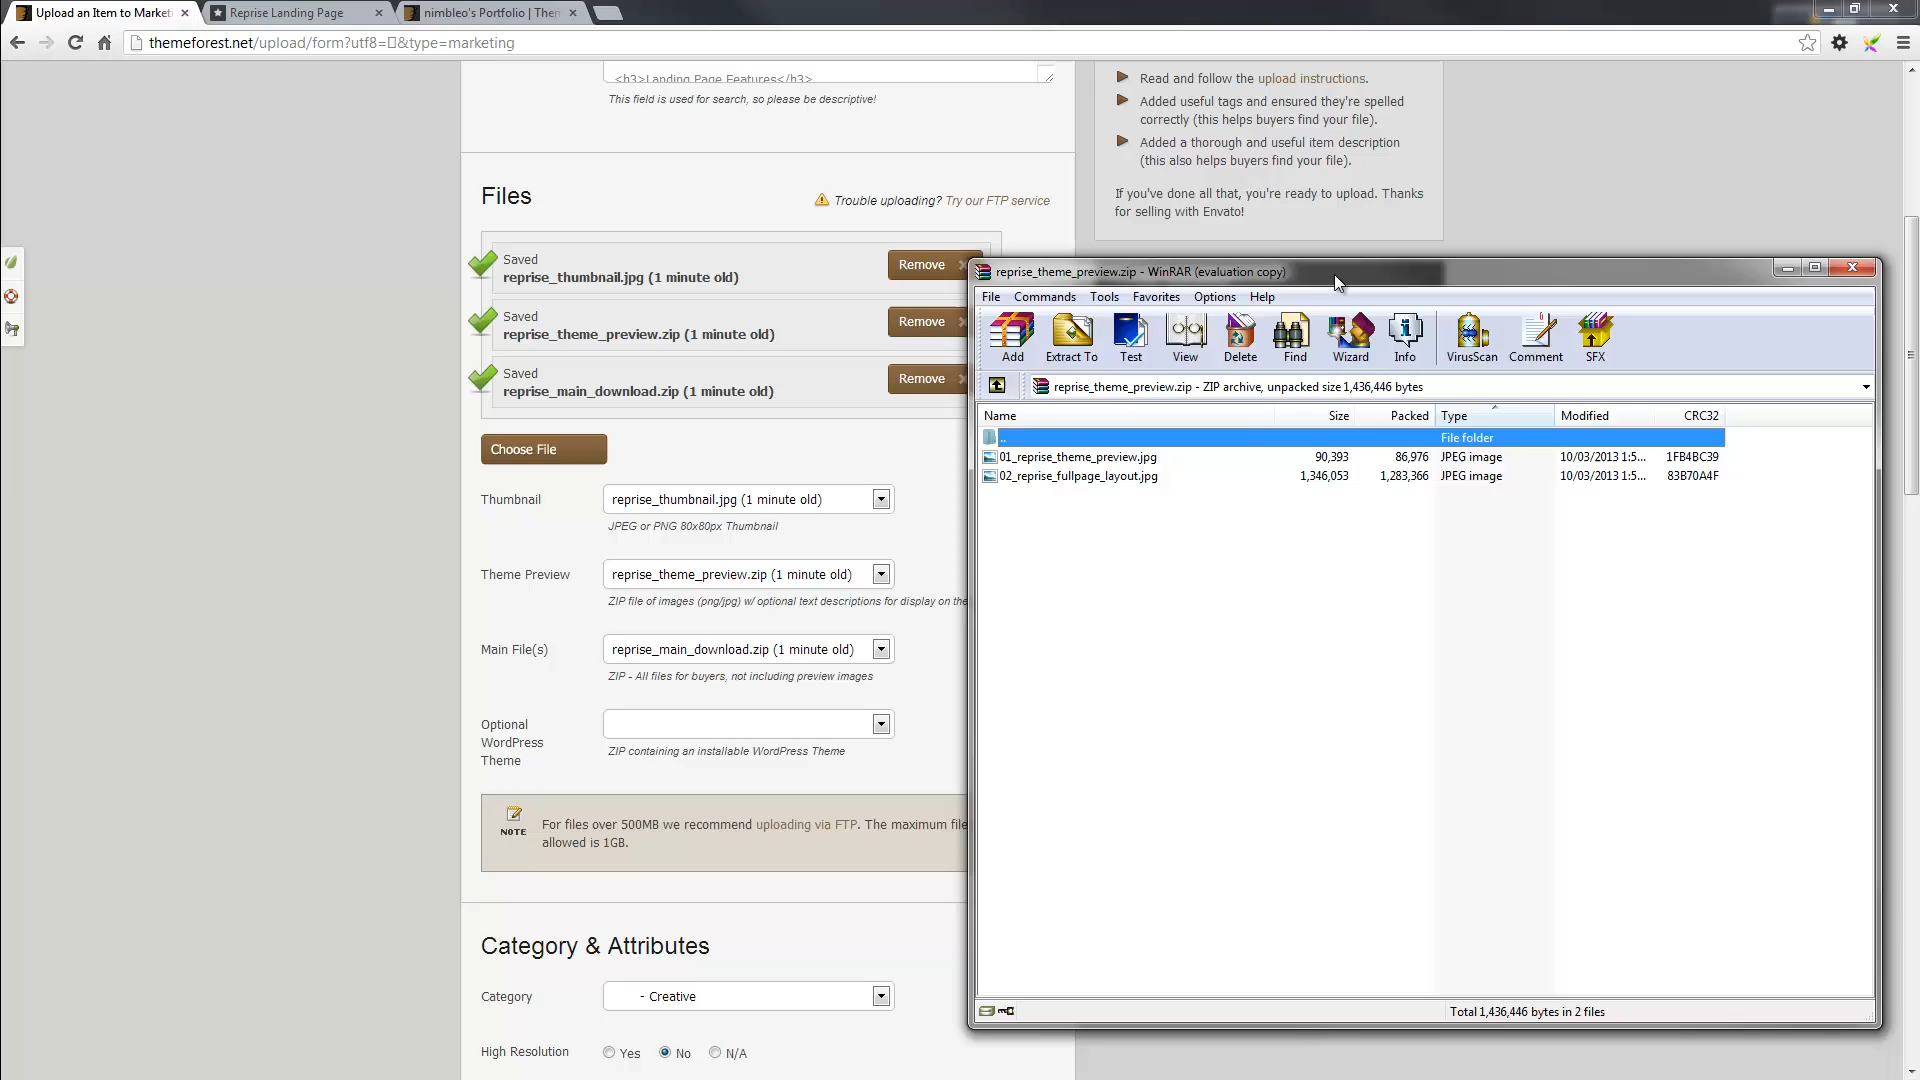 Upload an Item to Market
Reprise Landing Page
nimbleo's Portfolio | Then
themeforest.net/upload/form?utf8=▯&type=marketing
<h3>Landing Page Features</h3>
This field is used for search, so please be descriptive!
Read and follow the upload instructions.
Added useful tags and ensured they're spelled
correctly (this helps buyers find your file).
Added a thorough and useful item description
(this also helps buyers find your file).
If you've done all that, you're ready to upload. Thanks
for selling with Envato!
Files
Trouble uploading? Try our FTP service
Saved
reprise_thumbnail.jpg (1 minute old)
Remove
Saved
reprise_theme_preview.zip (1 minute old)
Remove
Saved
reprise_main_download.zip (1 minute old)
Remove
Choose File
Thumbnail
reprise_thumbnail.jpg (1 minute old)
JPEG or PNG 80x80px Thumbnail
Theme Preview
reprise_theme_preview.zip (1 minute old)
ZIP file of images (png/jpg) w/ optional text descriptions for display on the
Main File(s)
reprise_main_download.zip (1 minute old)
ZIP - All files for buyers, not including preview images
Optional
WordPress
Theme
ZIP containing an installable WordPress Theme
NOTE
For files over 500MB we recommend uploading via FTP. The maximum file
allowed is 1GB.
Category & Attributes
Category
- Creative
High Resolution
Yes
No
N/A
reprise_theme_preview.zip - WinRAR (evaluation copy)
File Commands Tools Favorites Options Help
Add Extract To Test View Delete Find Wizard Info VirusScan Comment SFX
reprise_theme_preview.zip - ZIP archive, unpacked size 1,436,446 bytes
Name Size Packed Type Modified CRC32
.. File folder
01_reprise_theme_preview.jpg 90,393 86,976 JPEG image 10/03/2013 1:5... 1FB4BC39
02_reprise_fullpage_layout.jpg 1,346,053 1,283,366 JPEG image 10/03/2013 1:5... 83B70A4F
Total 1,436,446 bytes in 2 files